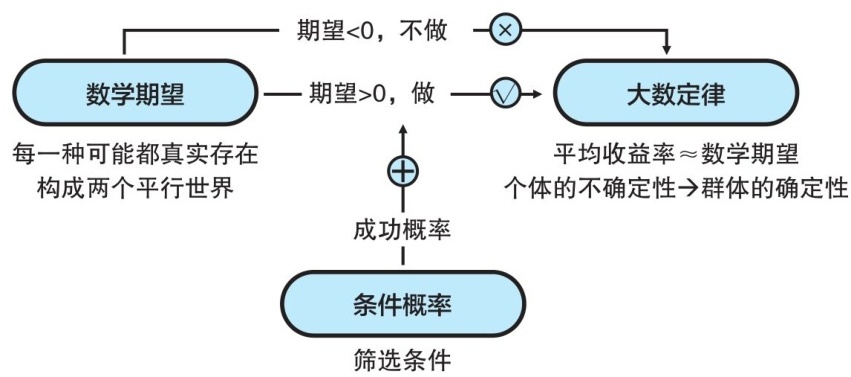 期望<0，不做
×
数学期望
期望>0，做
√
大数定律
每一种可能都真实存在
构成两个平行世界
平均收益率≈数学期望
个体的不确定性→群体的确定性
+
成功概率
条件概率
筛选条件